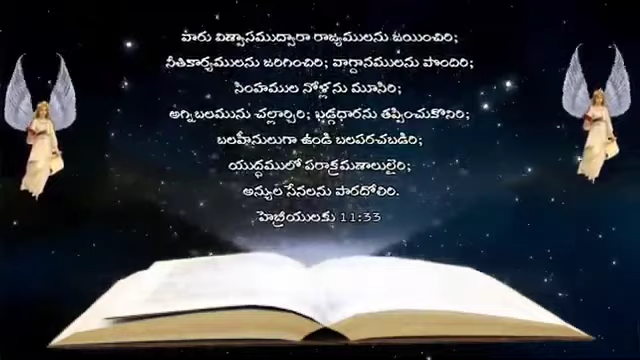 వారు విశ్వాసముద్వారా రాజ్యములను జయించిరి;
నీతికార్యములను జరిగించిరి; వాగ్దానములను పొందిరి;
సింహముల నోళ్లను మూసిరి;
అగ్నిబలమును చల్లార్చిరి; ఖడ్గధారను తప్పించుకొనిరి;
బలహీనులుగా ఉండి బలపరచబడిరి;
యుద్ధములో పరాక్రమశాలులైరి;
అన్యుల సేనలను పారదోలిరి.
హెబ్రీయులకు 11:33